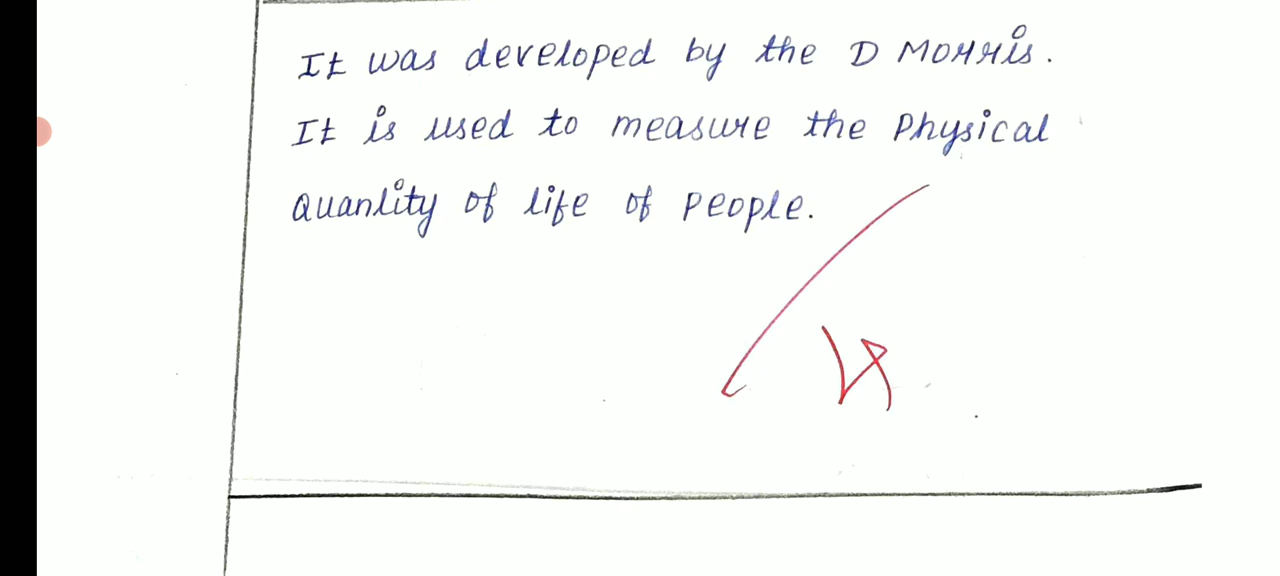 It was developed by the D Morris.
It is used to measure the Physical
Quanlity of life of People.